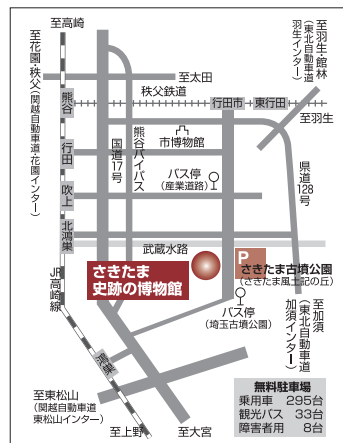 至高崎
至花園・秩父(関越自動車道・花園インター)
至太田
至羽生・館林
(東北自動車道
羽生インター)
秩父鉄道
熊谷
行田市
東行田
至羽生
国道17号
熊谷バイパス
市博物館
行田
バス停
(産業道路)
県道128号
吹上
北鴻巣
武蔵水路
P
さきたま
史跡の博物館
さきたま古墳公園
(さきたま風土記の丘)
JR高崎線
バス停
(埼玉古墳公園)
至加須
(東北自動車道
加須インター)
鴻巣
至東松山
(関越自動車道
東松山インター)
至上野
至大宮
無料駐車場
乗用車 295台
観光バス 33台
障害者用 8台